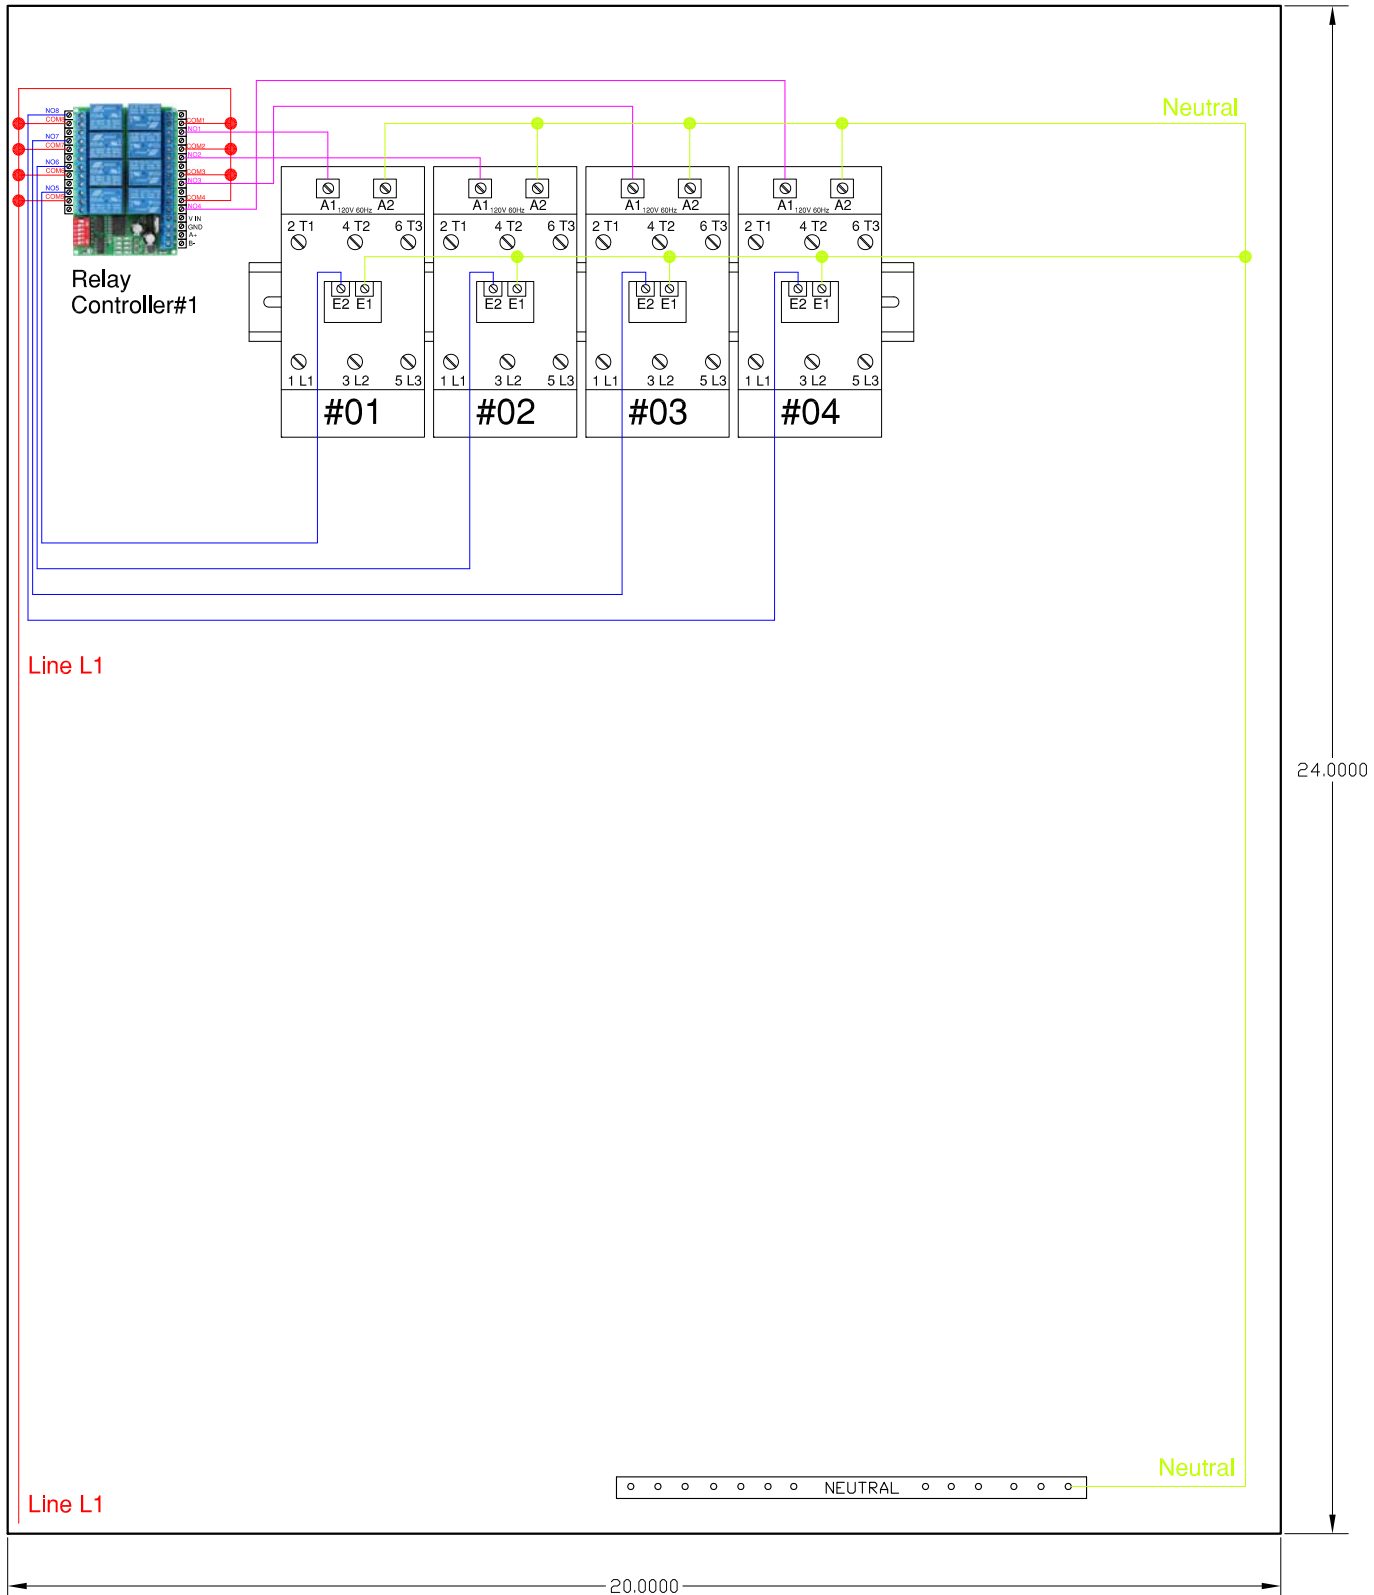 Neutral
NO8
COM8
NO7
COM7
NO6
COM6
NO5
COM5
COM1
NO1
COM2
NO2
COM3
NO3
COM4
NO4
V IN
GND
A+
B-
Relay
Controller#1
A1 120V 60Hz A2
2 T1 4 T2 6 T3
E2 E1
1 L1 3 L2 5 L3
#01
A1 120V 60Hz A2
2 T1 4 T2 6 T3
E2 E1
1 L1 3 L2 5 L3
#02
A1 120V 60Hz A2
2 T1 4 T2 6 T3
E2 E1
1 L1 3 L2 5 L3
#03
A1 120V 60Hz A2
2 T1 4 T2 6 T3
E2 E1
1 L1 3 L2 5 L3
#04
Line L1
24.0000
Neutral
NEUTRAL
Line L1
20.0000